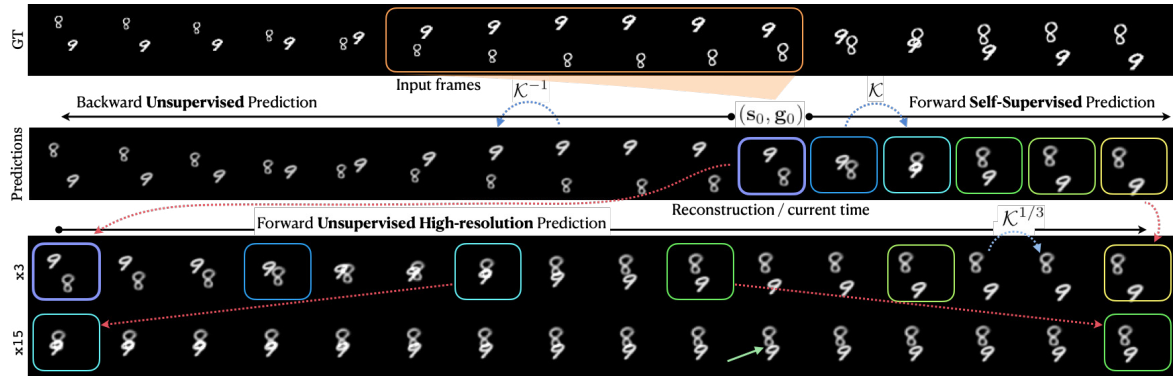 GT
Input frames
Backward Unsupervised Prediction
𝒦⁻¹
(s₀, g₀)
𝒦
Forward Self-Supervised Prediction
Predictions
Forward Unsupervised High-resolution Prediction
Reconstruction / current time
𝒦^{1/3}
x3
x15